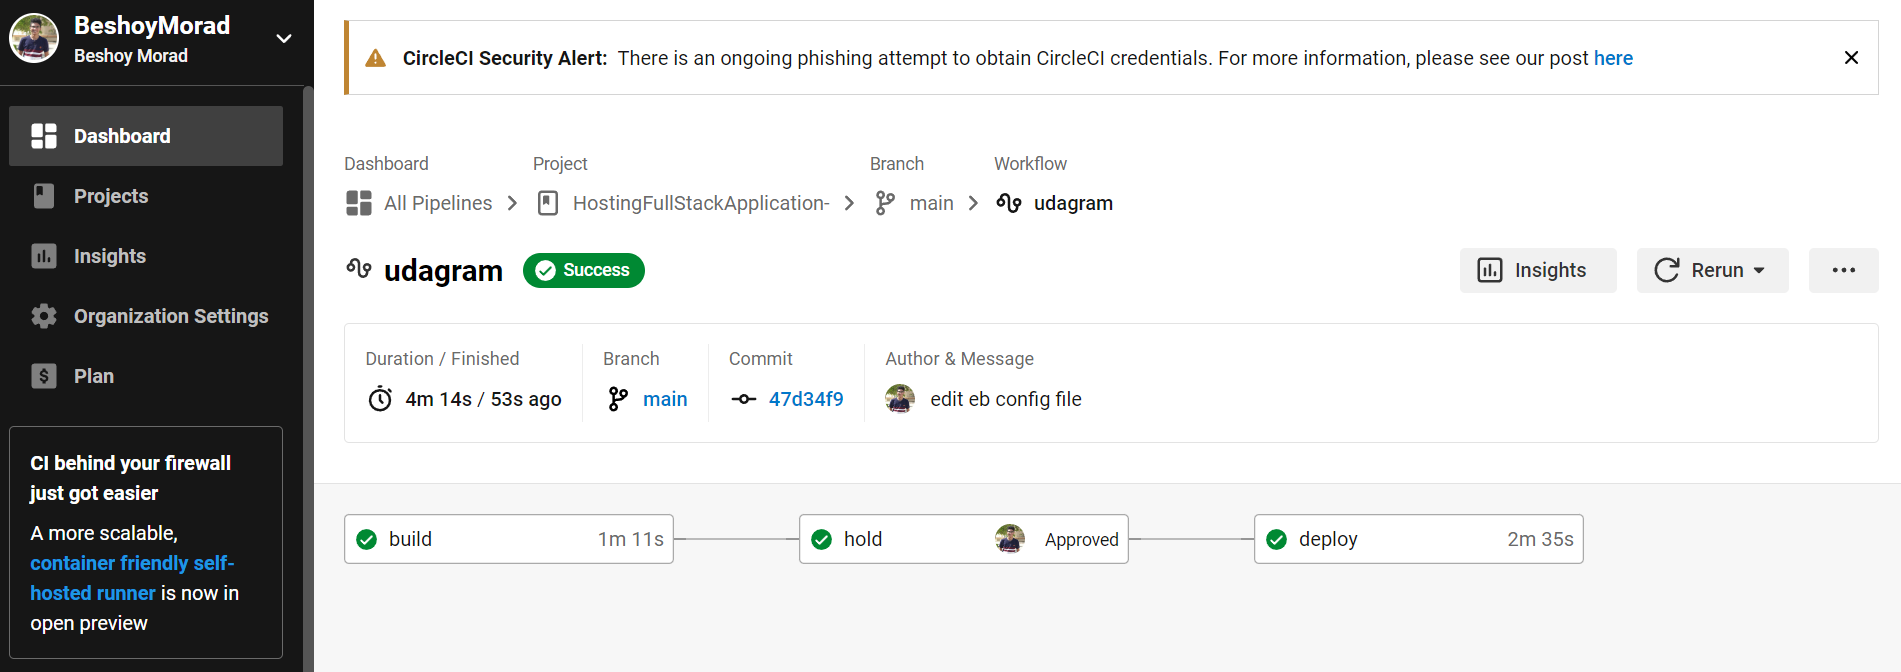 BeshoyMorad
Beshoy Morad
Dashboard
Projects
Insights
Organization Settings
Plan
CI behind your firewall
just got easier
A more scalable,
container friendly self-
hosted runner is now in
open preview
CircleCI Security Alert: There is an ongoing phishing attempt to obtain CircleCI credentials. For more information, please see our post here
Dashboard Project Branch Workflow
All Pipelines HostingFullStackApplication- main udagram
udagram Success Insights Rerun
Duration / Finished Branch Commit Author & Message
4m 14s / 53s ago main 47d34f9 edit eb config file
build 1m 11s hold Approved deploy 2m 35s